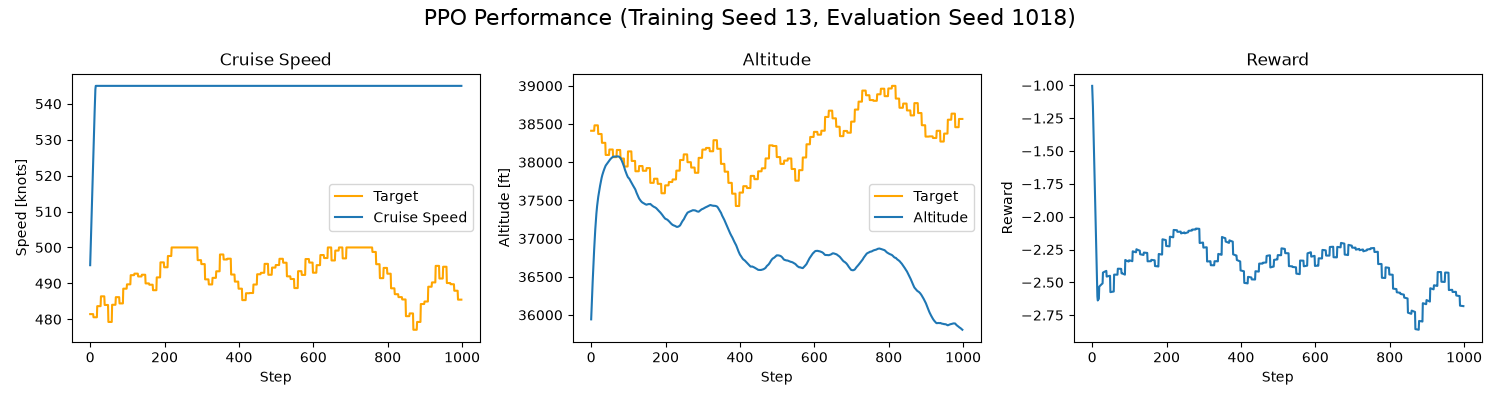 PPO Performance (Training Seed 13, Evaluation Seed 1018)
Cruise Speed
Speed [knots]
540
530
520
510
500
490
480
0 200 400 600 800 1000
Step
Target
Cruise Speed
Altitude
Altitude [ft]
39000
38500
38000
37500
37000
36500
36000
0 200 400 600 800 1000
Step
Target
Altitude
Reward
Reward
−1.00
−1.25
−1.50
−1.75
−2.00
−2.25
−2.50
−2.75
0 200 400 600 800 1000
Step